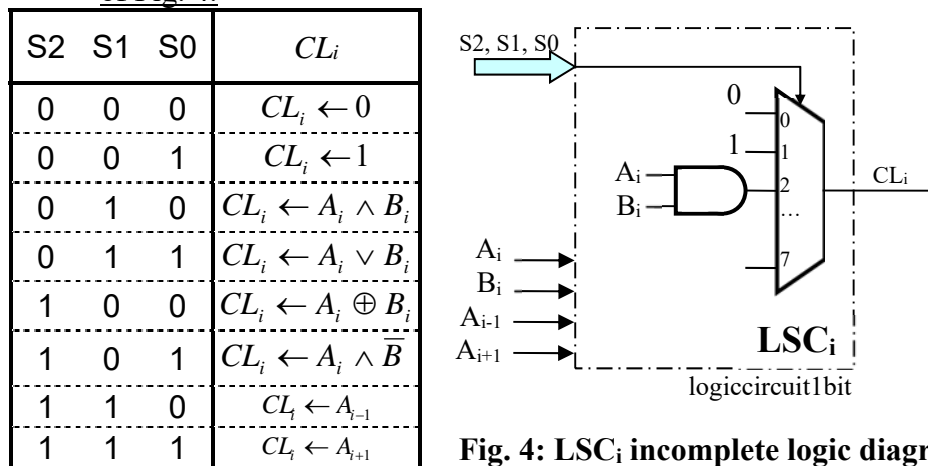 S2 S1 S0 CLi
0 0 0 CLi ← 0
0 0 1 CLi ← 1
0 1 0 CLi ← Ai ∧ Bi
0 1 1 CLi ← Ai ∨ Bi
1 0 0 CLi ← Ai ⊕ Bi
1 0 1 CLi ← Ai ∧ B̅
1 1 0 CLi ← Ai−1
1 1 1 CLi ← Ai+1
S2, S1, S0
0
0
1
1
Ai
Bi
2
...
7
CLi
Ai
Bi
Ai-1
Ai+1
LSCi
logiccircuit1bit
Fig. 4: LSCi incomplete logic diagr